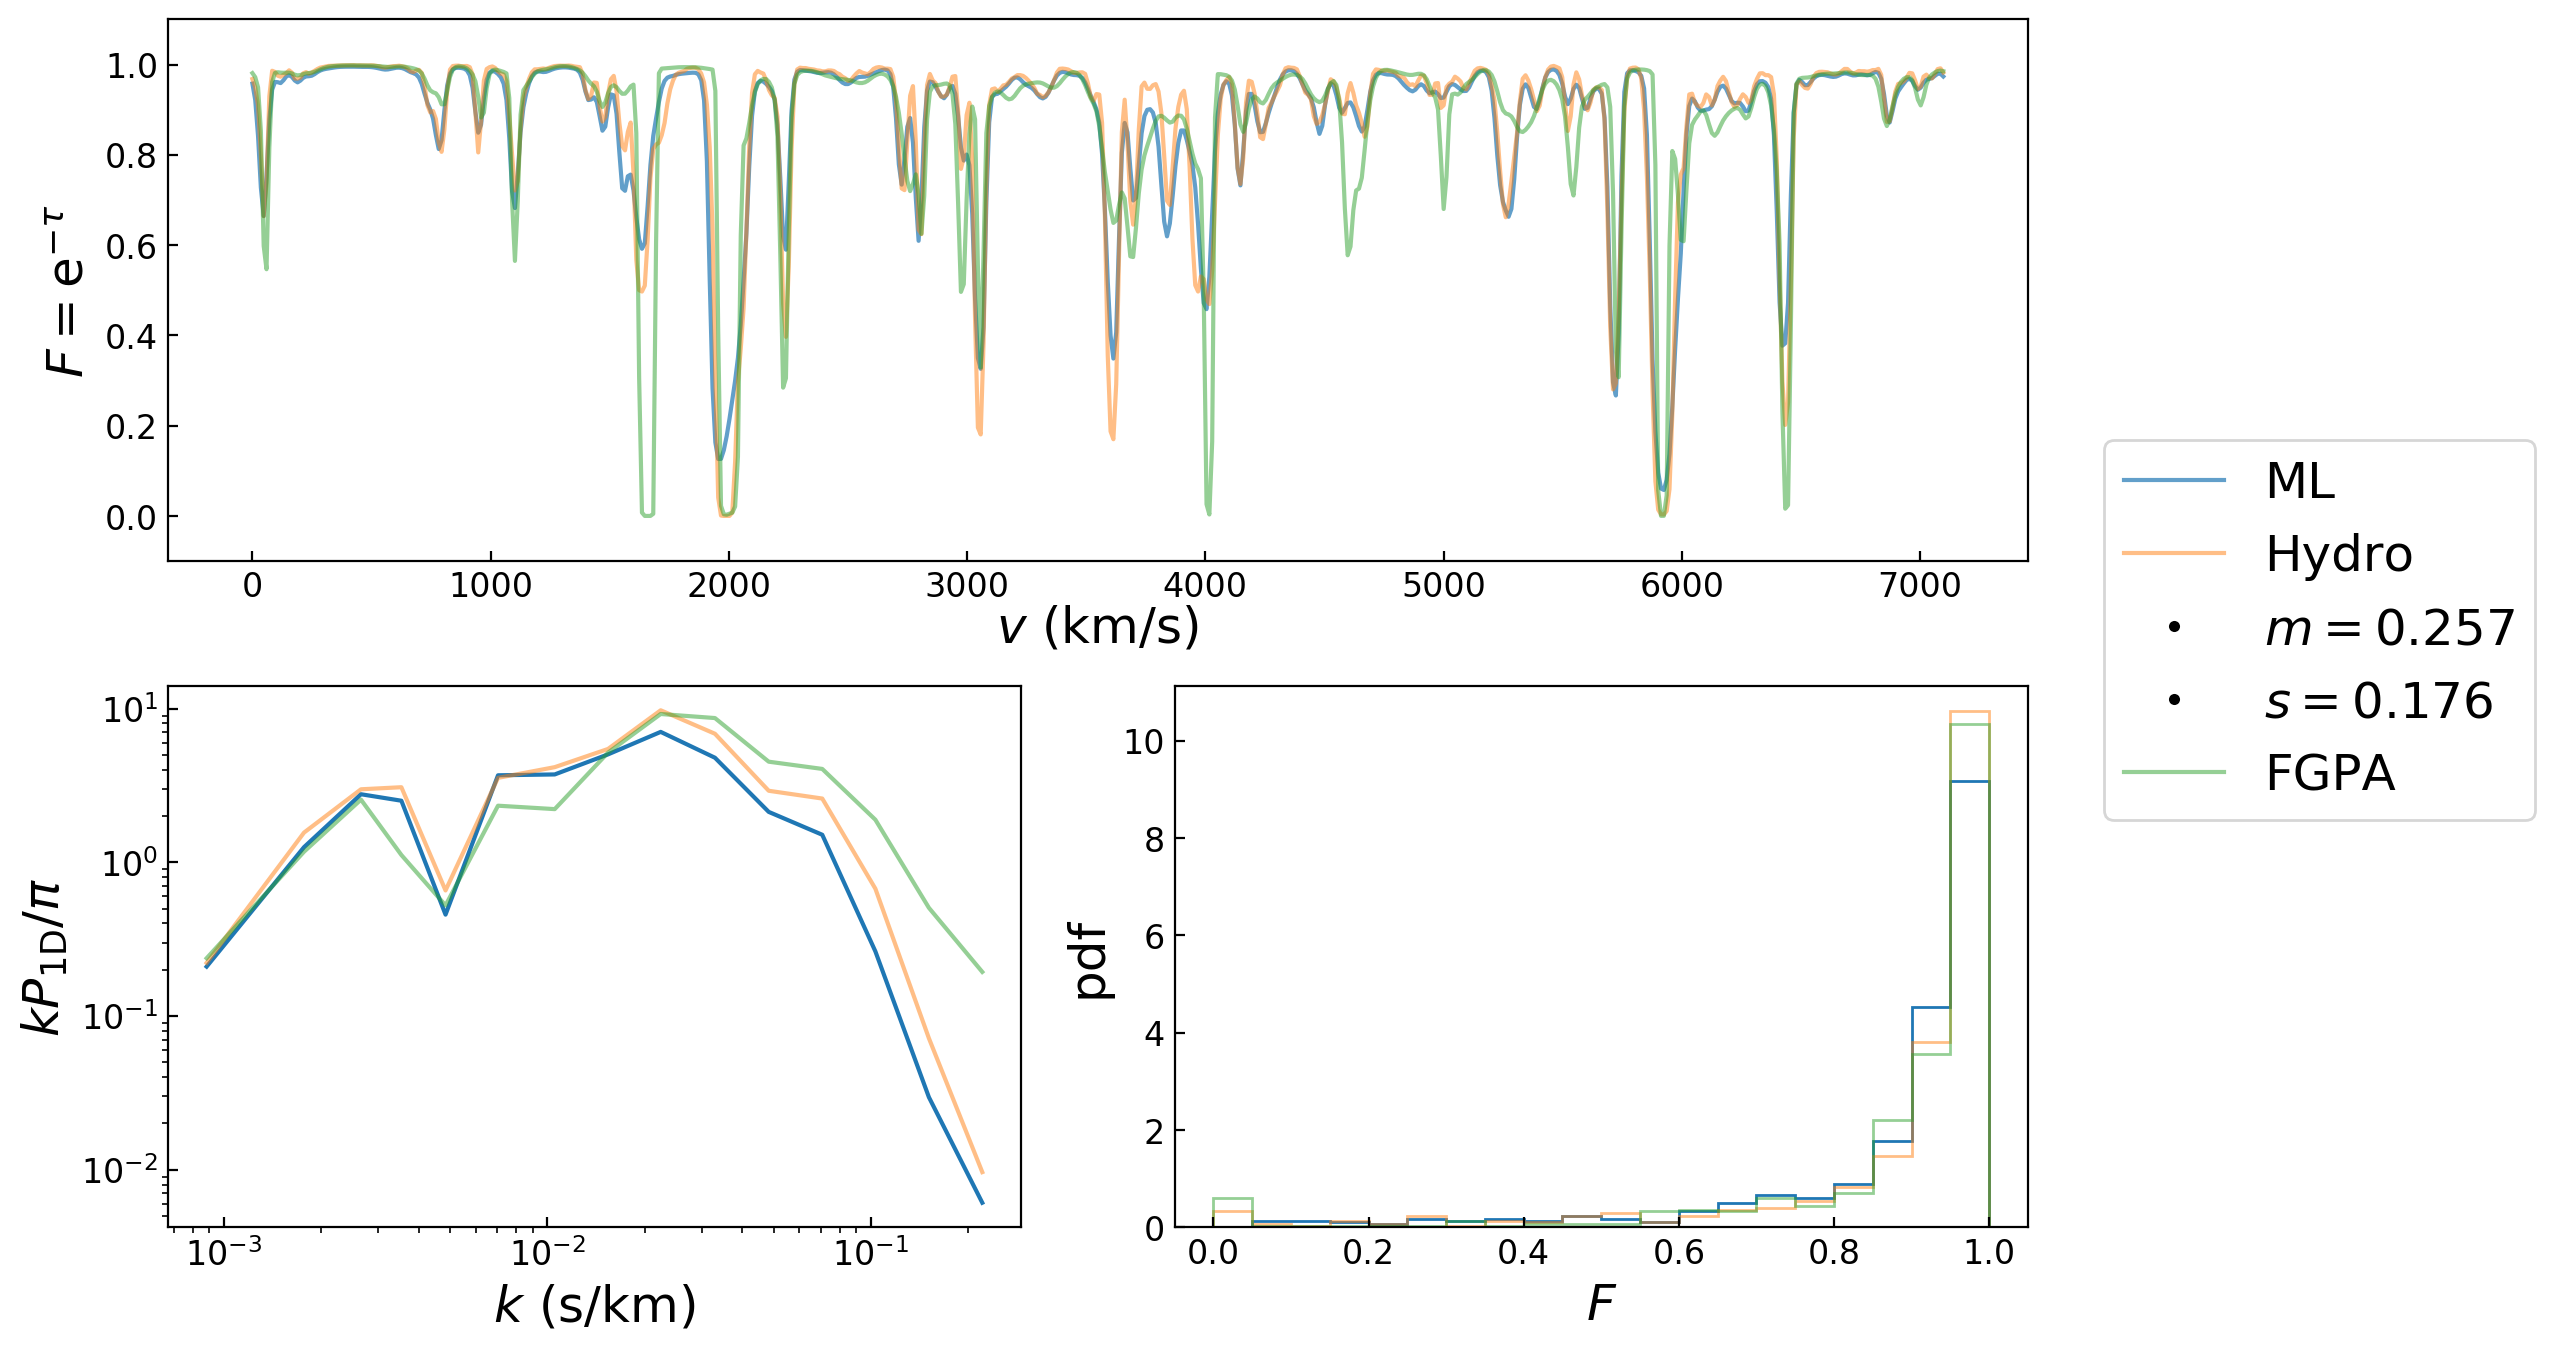 1.0
0.8
0.6
0.4
0.2
0.0
F = e^{−τ}
0 1000 2000 3000 4000 5000 6000 7000
v (km/s)
ML
Hydro
m = 0.257
s = 0.176
FGPA
10^1
10^0
10^{−1}
10^{−2}
kP_{1D}/π
10^{−3} 10^{−2} 10^{−1}
k (s/km)
10
8
6
4
2
0
pdf
0.0 0.2 0.4 0.6 0.8 1.0
F